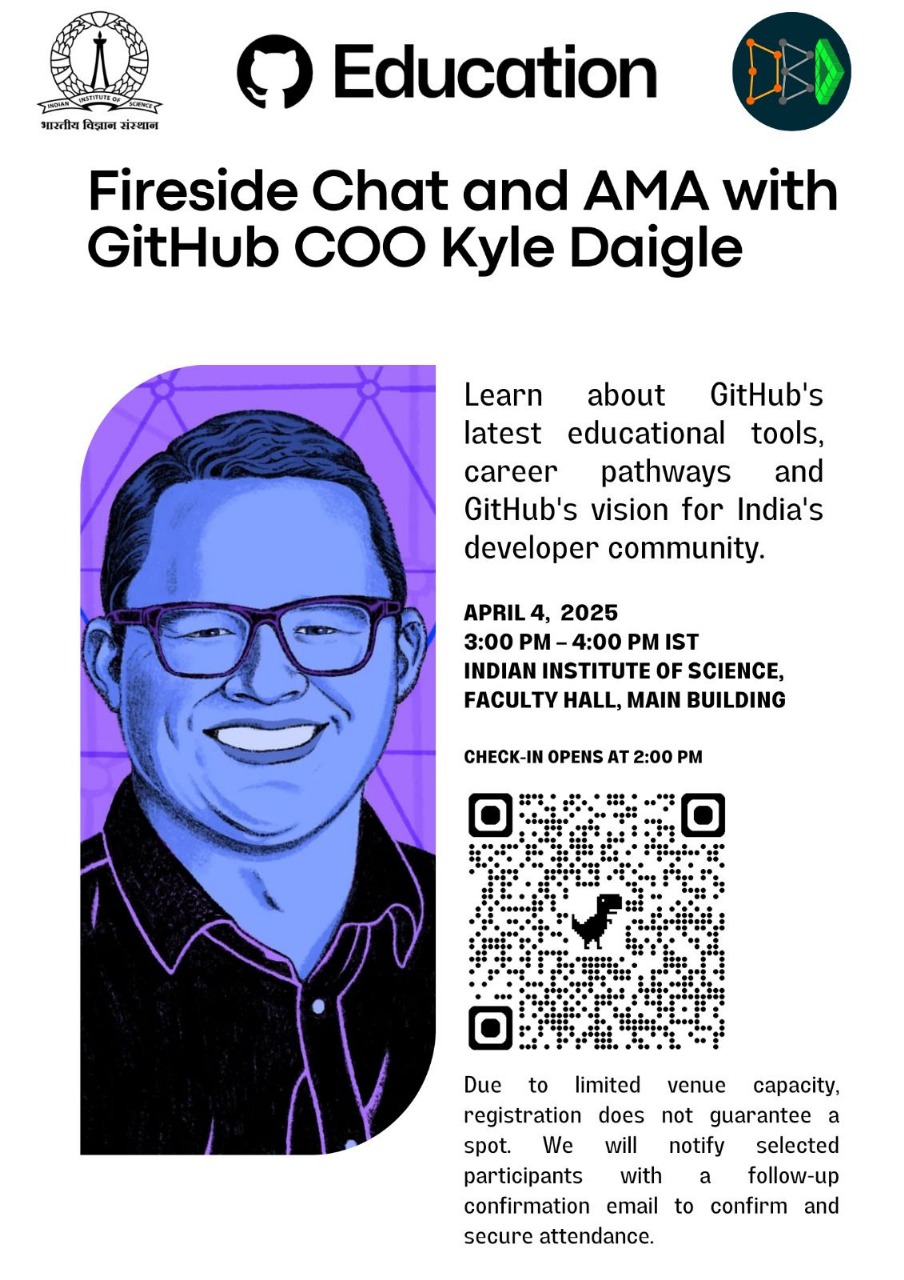 INDIAN INSTITUTE OF SCIENCE
भारतीय विज्ञान संस्थान
Education
Fireside Chat and AMA with
GitHub COO Kyle Daigle
Learn about GitHub's
latest educational tools,
career pathways and
GitHub's vision for India's
developer community.
APRIL 4, 2025
3:00 PM – 4:00 PM IST
INDIAN INSTITUTE OF SCIENCE,
FACULTY HALL, MAIN BUILDING
CHECK-IN OPENS AT 2:00 PM
Due to limited venue capacity,
registration does not guarantee a
spot. We will notify selected
participants with a follow-up
confirmation email to confirm and
secure attendance.